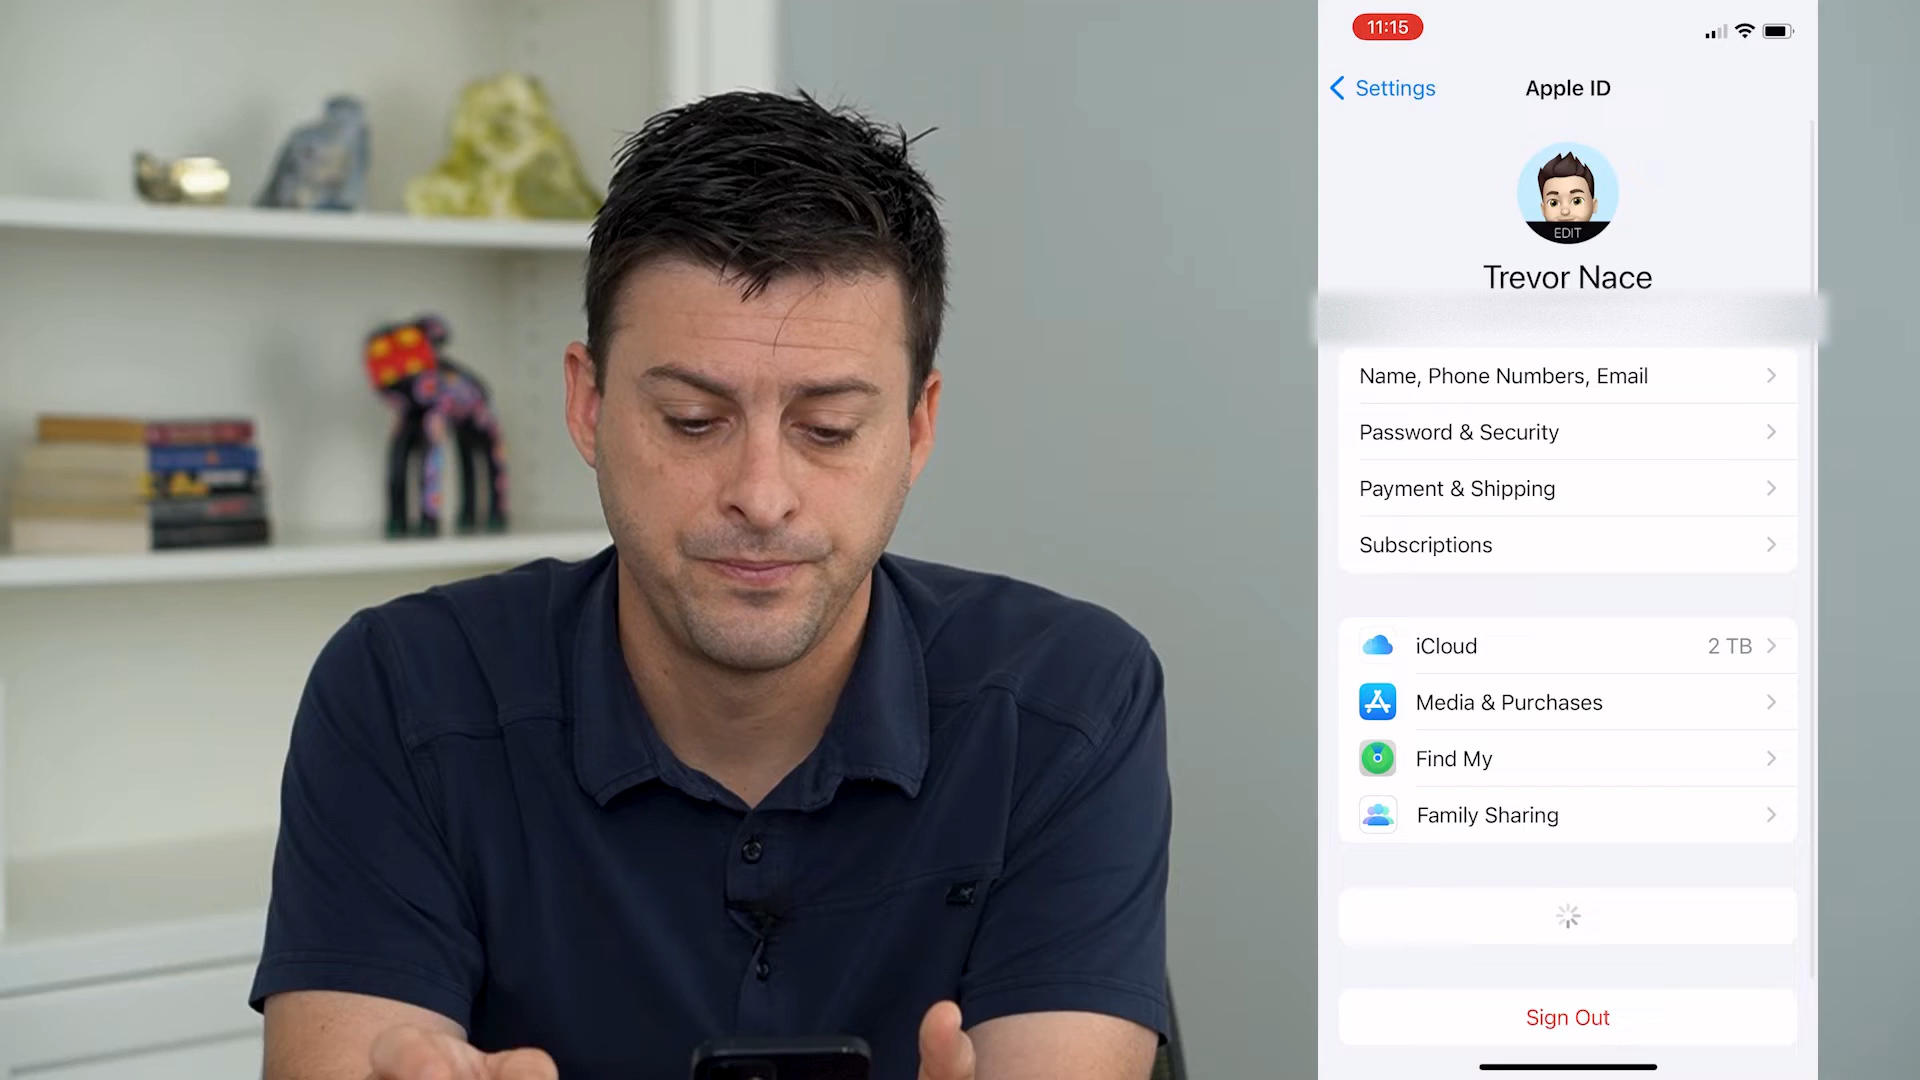 11:15
Settings
Apple ID
EDIT
Trevor Nace
Name, Phone Numbers, Email
Password & Security
Payment & Shipping
Subscriptions
iCloud 2 TB
Media & Purchases
Find My
Family Sharing
Sign Out